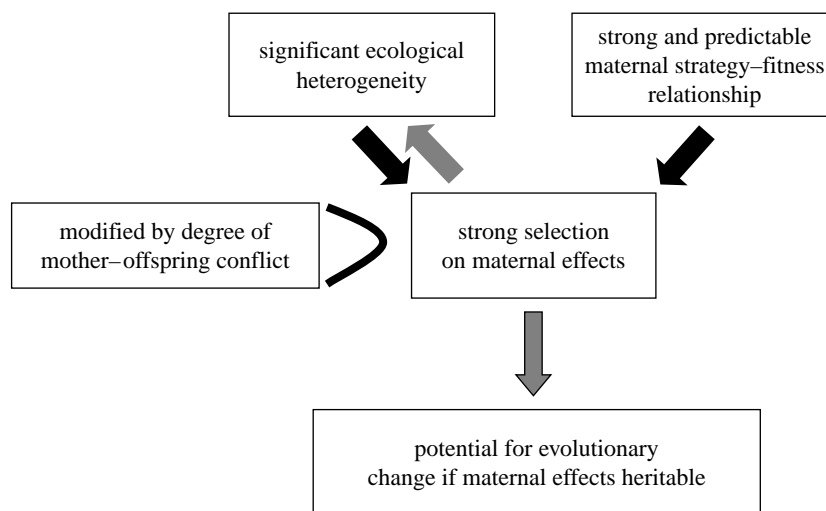 significant ecological
heterogeneity
strong and predictable
maternal strategy–fitness
relationship
modified by degree of
mother–offspring conflict
strong selection
on maternal effects
potential for evolutionary
change if maternal effects heritable